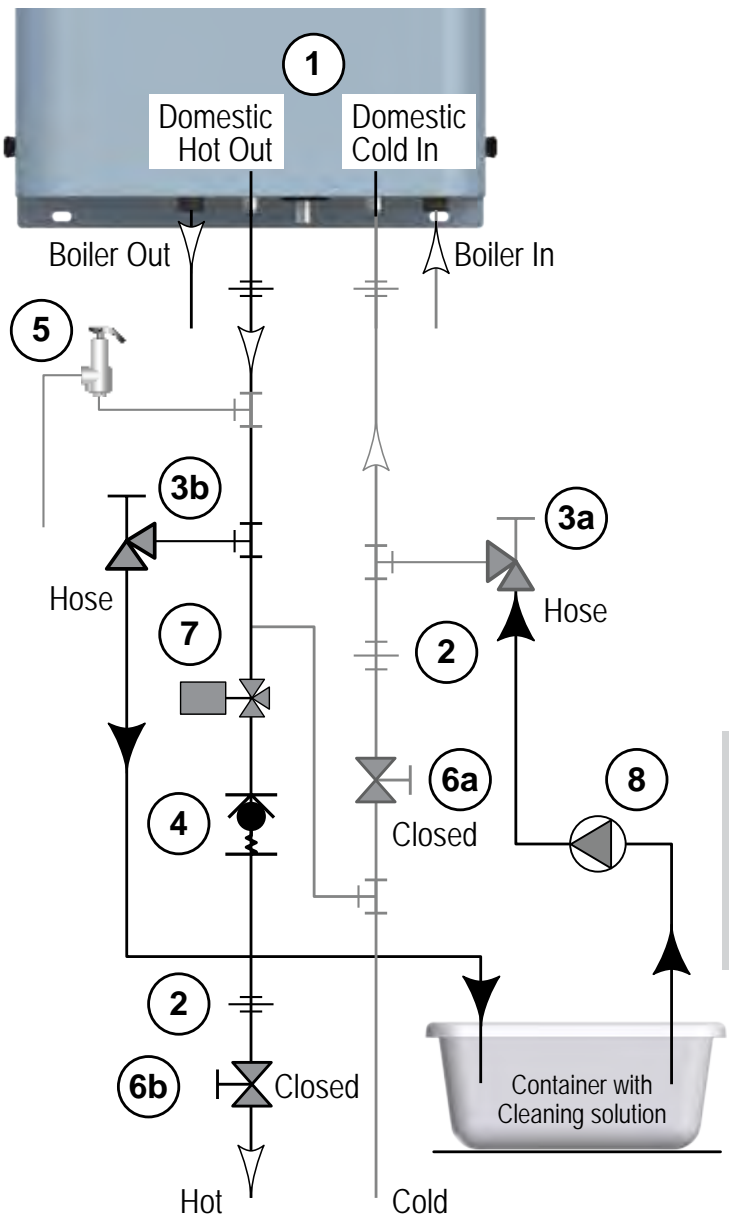 1
Domestic
Hot Out
Domestic
Cold In
Boiler Out
Boiler In
5
3b
3a
Hose
Hose
7
2
6a
8
4
Closed
2
6b
Closed
Container with
Cleaning solution
Hot
Cold